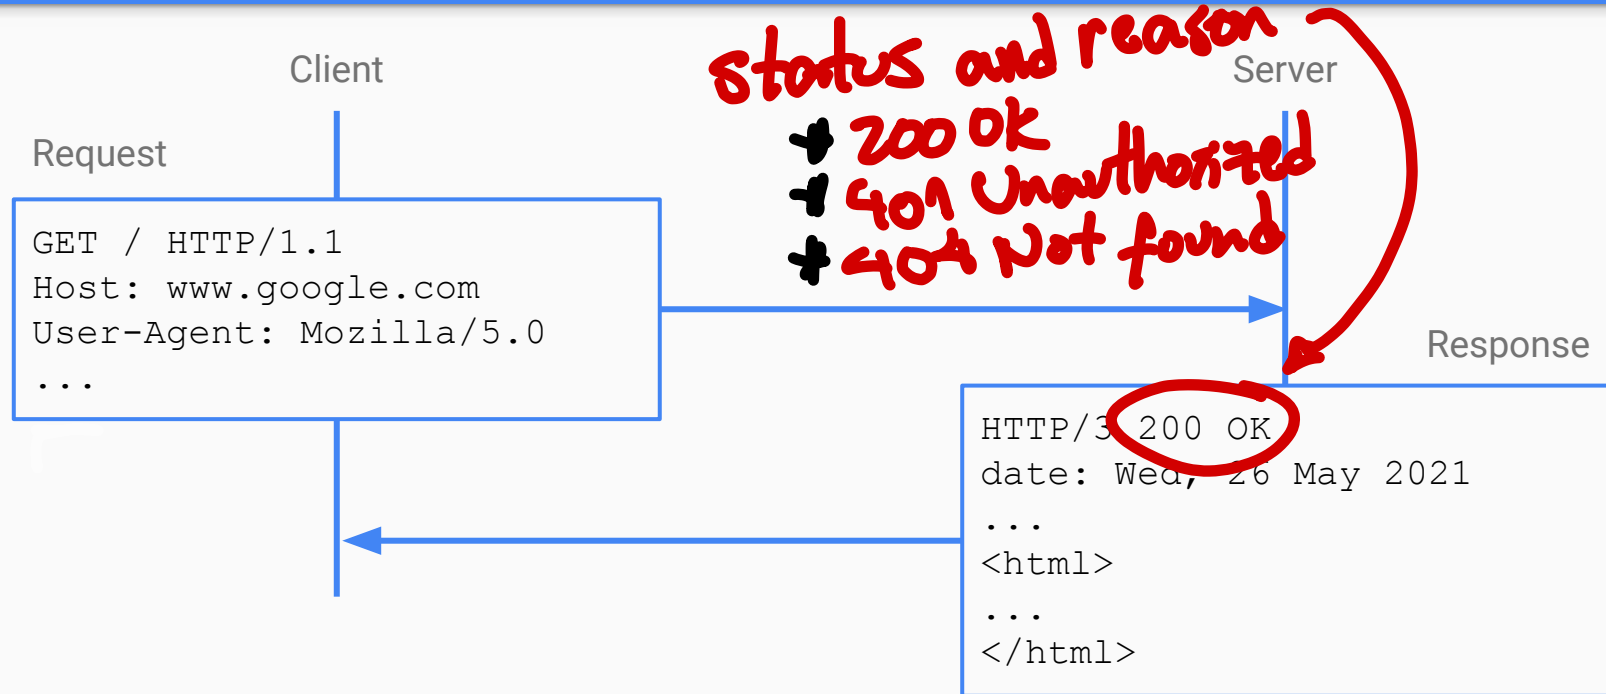 status and reason
Client
Server
200 OK
Request
401 Unauthorized
404 Not found
GET / HTTP/1.1
Host: www.google.com
User-Agent: Mozilla/5.0
...
Response
HTTP/3 200 OK
date: Wed, 26 May 2021
...
<html>
...
</html>